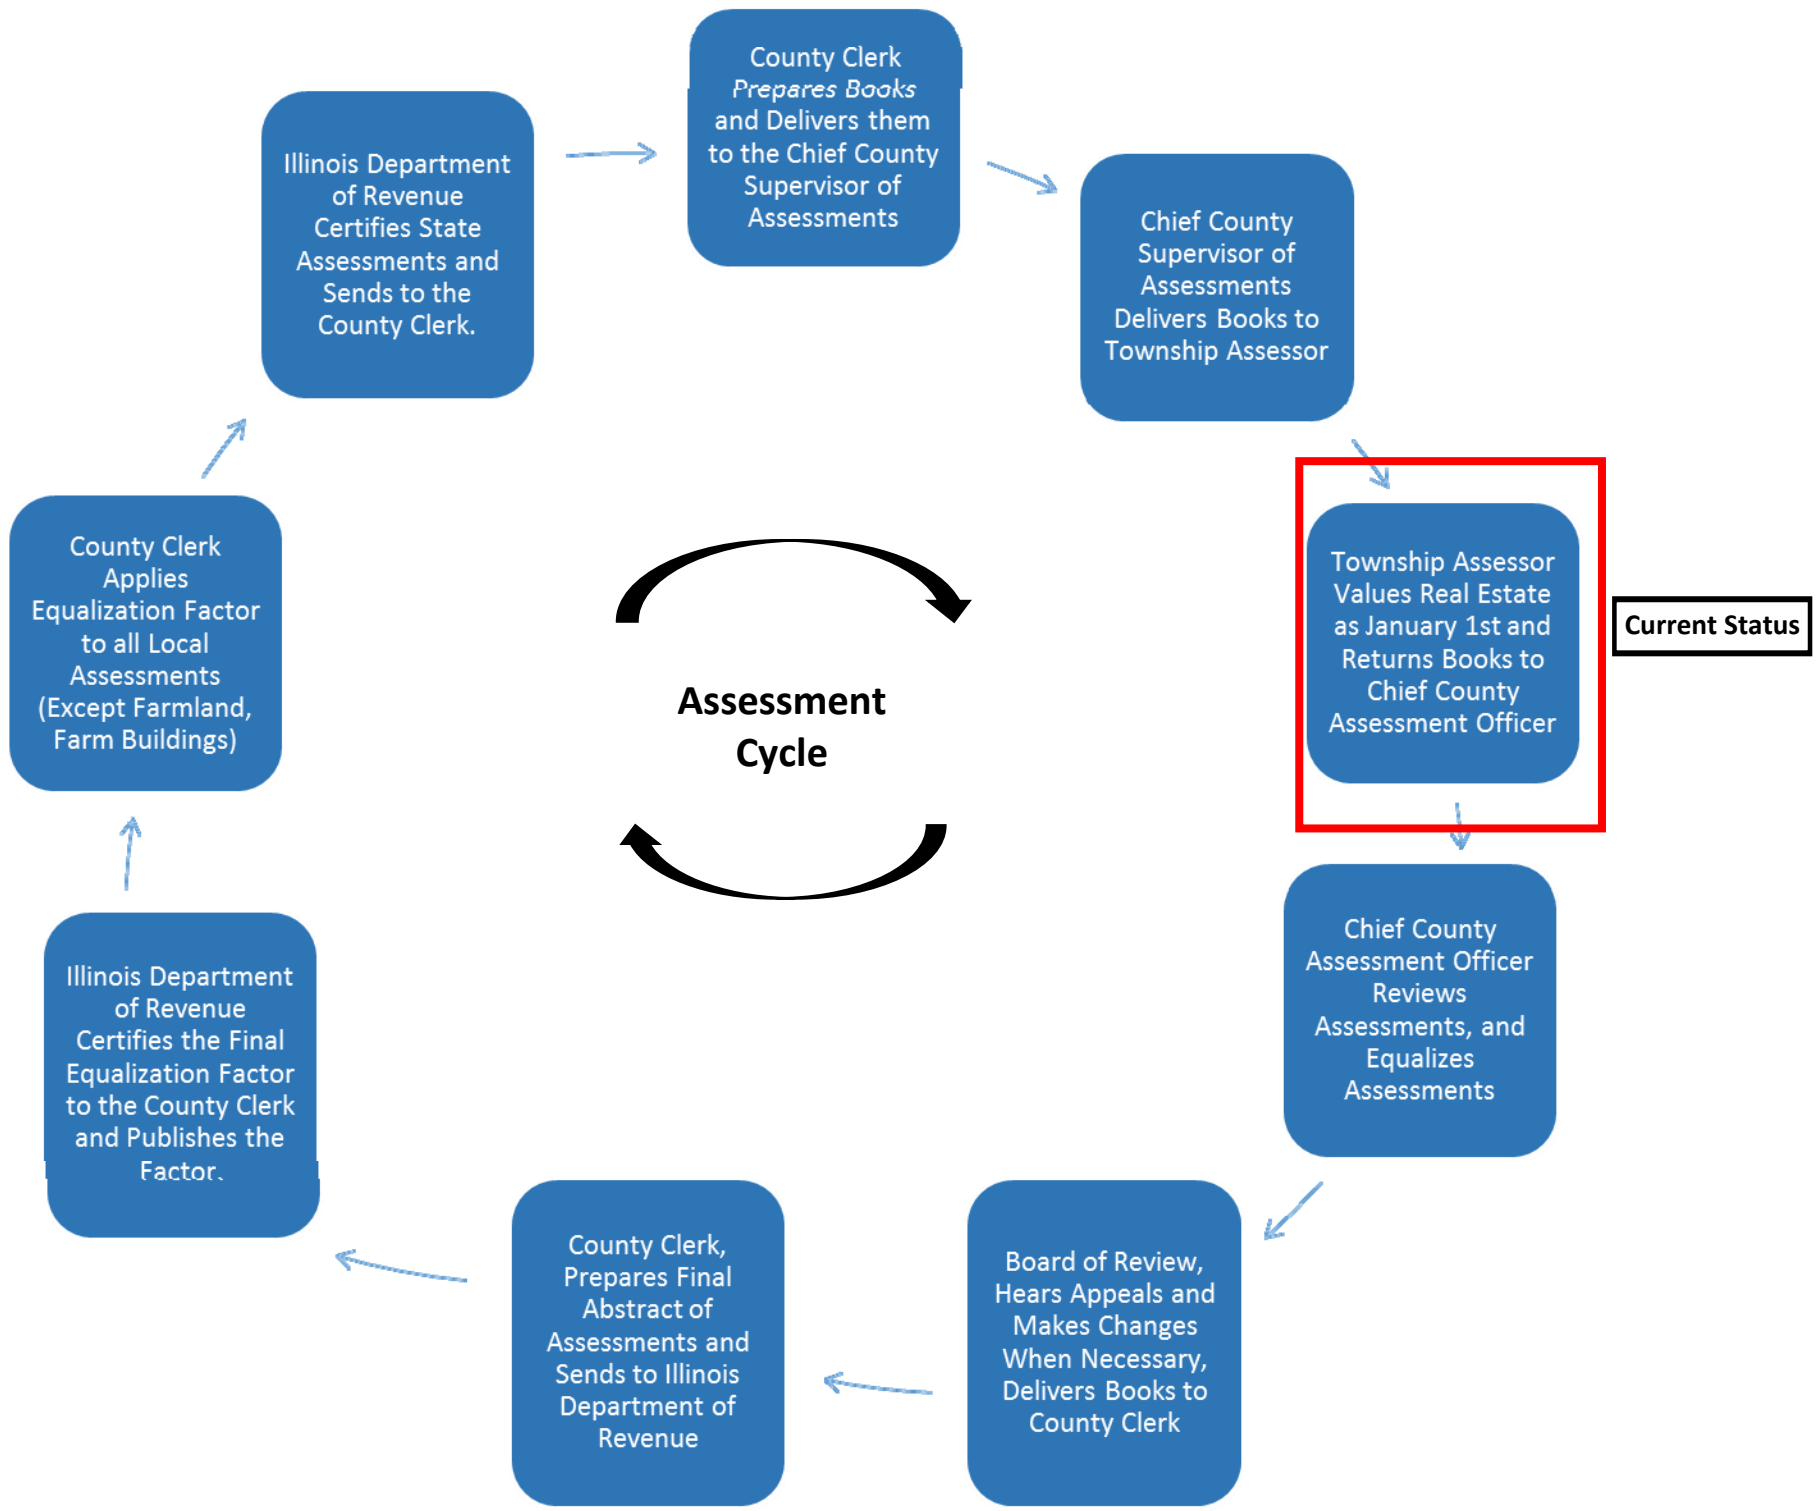 County Clerk
Prepares Books
and Delivers them
to the Chief County
Supervisor of
Assessments
Chief County
Supervisor of
Assessments
Delivers Books to
Township Assessor
Township Assessor
Values Real Estate
as January 1st and
Returns Books to
Chief County
Assessment Officer
Current Status
Chief County
Assessment Officer
Reviews
Assessments, and
Equalizes
Assessments
Board of Review,
Hears Appeals and
Makes Changes
When Necessary,
Delivers Books to
County Clerk
County Clerk,
Prepares Final
Abstract of
Assessments and
Sends to Illinois
Department of
Revenue
Illinois Department
of Revenue
Certifies the Final
Equalization Factor
to the County Clerk
and Publishes the
Factor.
County Clerk
Applies
Equalization Factor
to all Local
Assessments
(Except Farmland,
Farm Buildings)
Illinois Department
of Revenue
Certifies State
Assessments and
Sends to the
County Clerk.
Assessment
Cycle